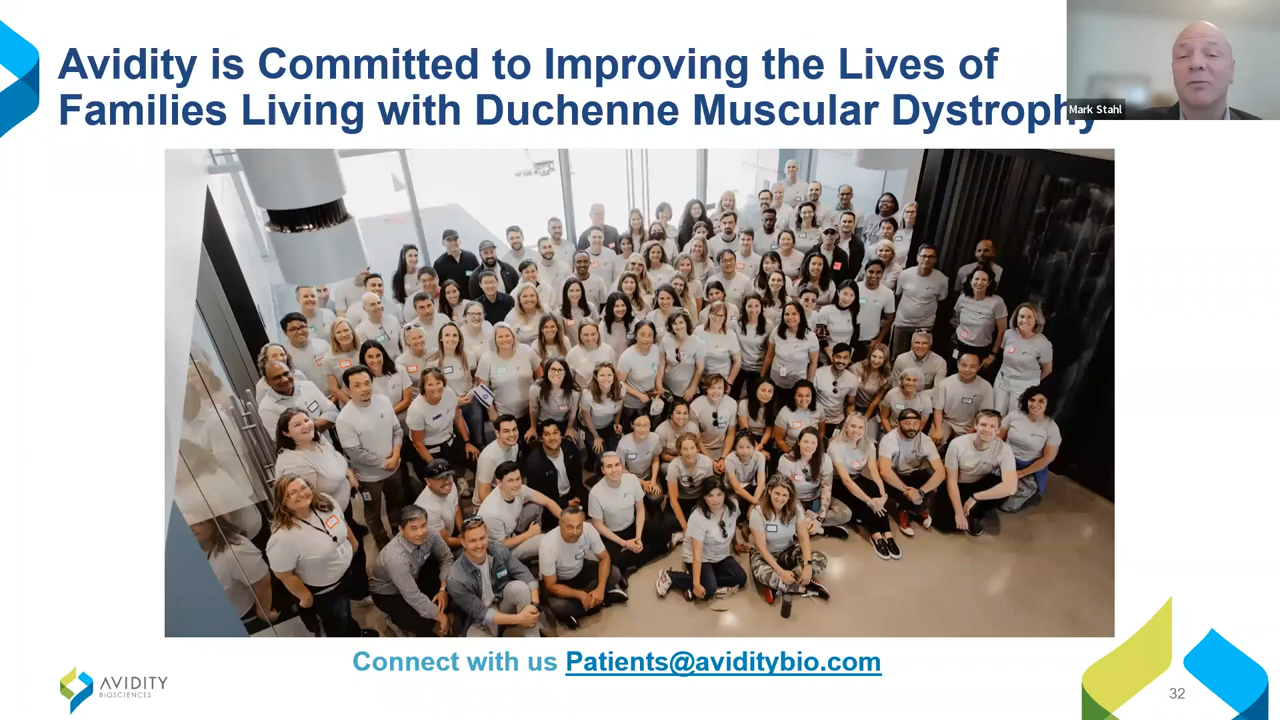 Avidity is Committed to Improving the Lives of
Families Living with Duchenne Muscular Dystrophy
Mark Stahl
Connect with us Patients@aviditybio.com
AVIDITY
BIOSCIENCES
32